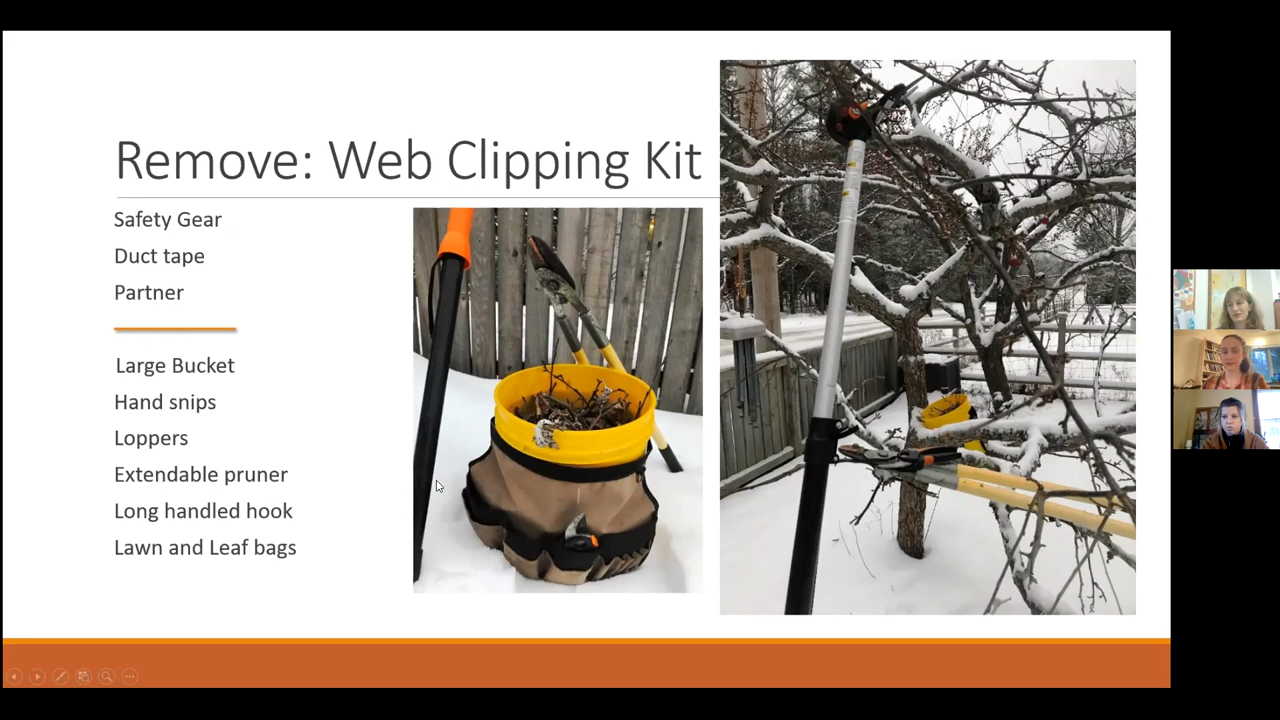 Remove: Web Clipping Kit
Safety Gear
Duct tape
Partner
Large Bucket
Hand snips
Loppers
Extendable pruner
Long handled hook
Lawn and Leaf bags